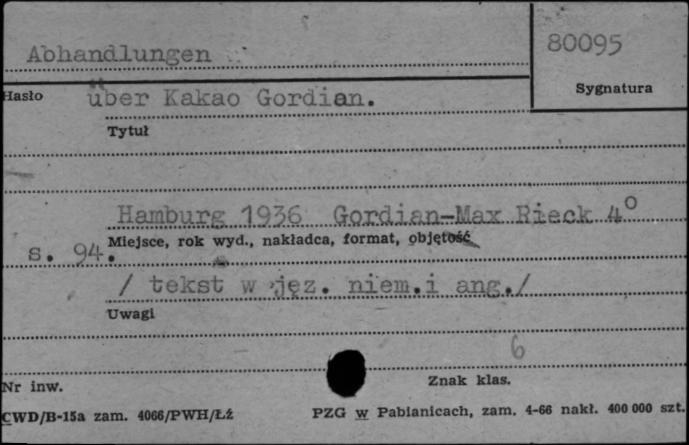 Abhandlungen
80095
Hasło
Sygnatura
über Kakao Gordian.
Tytuł
Hamburg 1936 Gordian-Max Rieck 4°
Miejsce, rok wyd., nakładca, format, objętość
s. 94.
/ tekst w jęz. niem.i ang./
Uwagi
6
Nr inw.
Znak klas.
CWD/B-15a zam. 4066/PWH/Łź
PZG w Pabianicach, zam. 4-66 nakł. 400 000 szt.